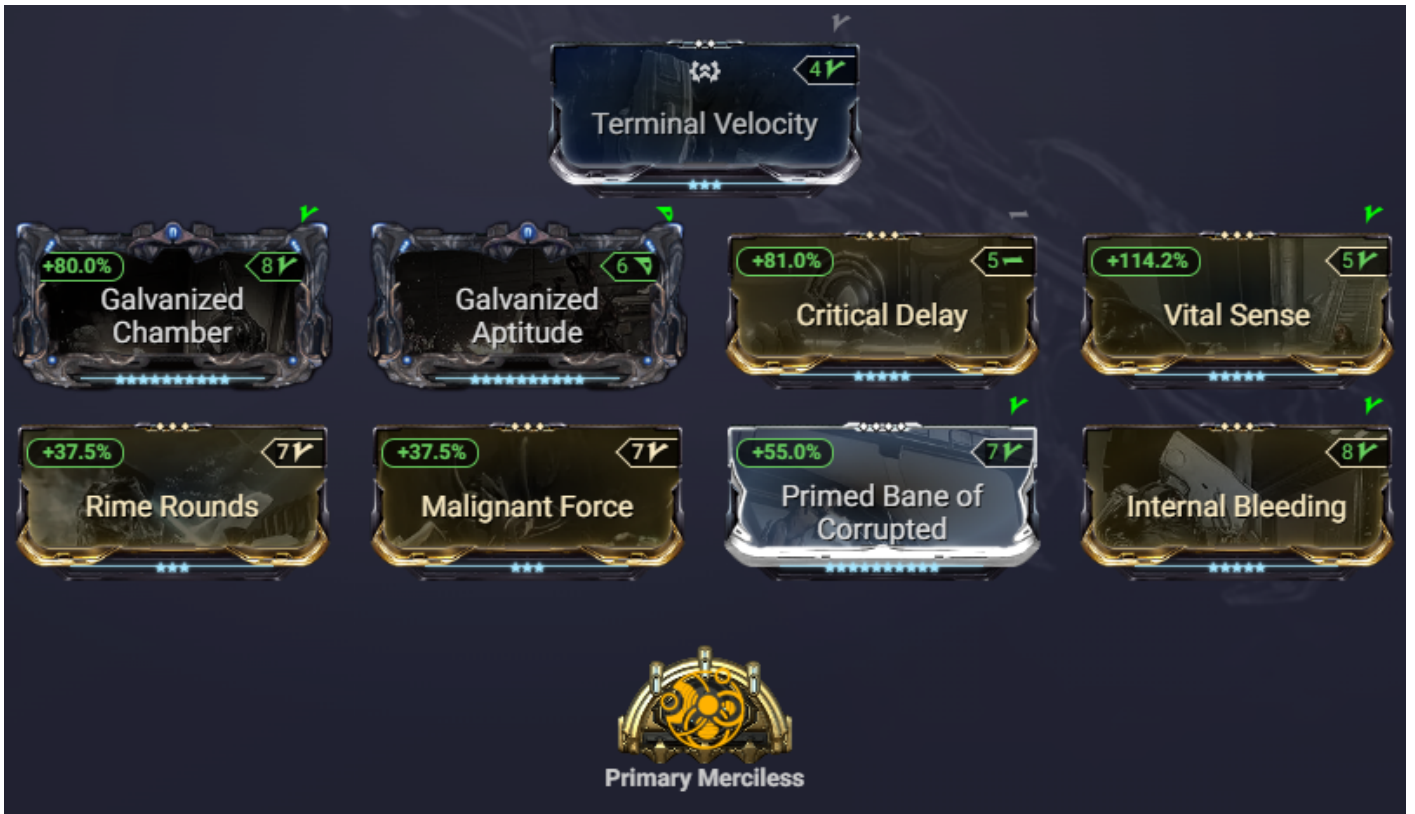 4
Terminal Velocity
+80.0%
8
Galvanized
Chamber
6
Galvanized
Aptitude
+81.0%
5
Critical Delay
+114.2%
5
Vital Sense
+37.5%
7
Rime Rounds
+37.5%
7
Malignant Force
+55.0%
7
Primed Bane of
Corrupted
8
Internal Bleeding
Primary Merciless